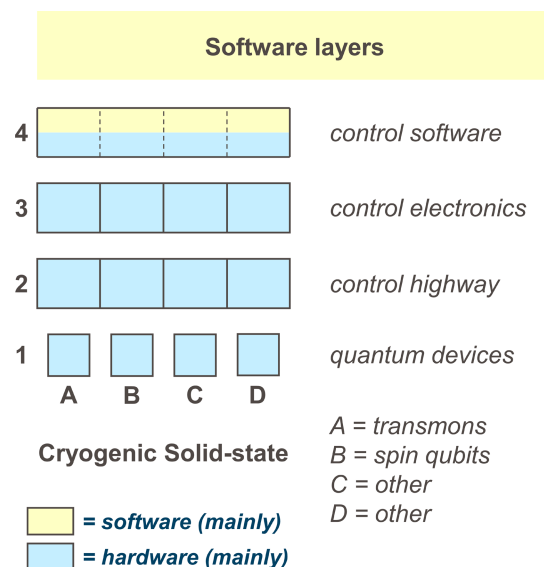 Software layers
4 control software
3 control electronics
2 control highway
1 quantum devices
A B C D
Cryogenic Solid-state
A = transmons
B = spin qubits
C = other
D = other
= software (mainly)
= hardware (mainly)